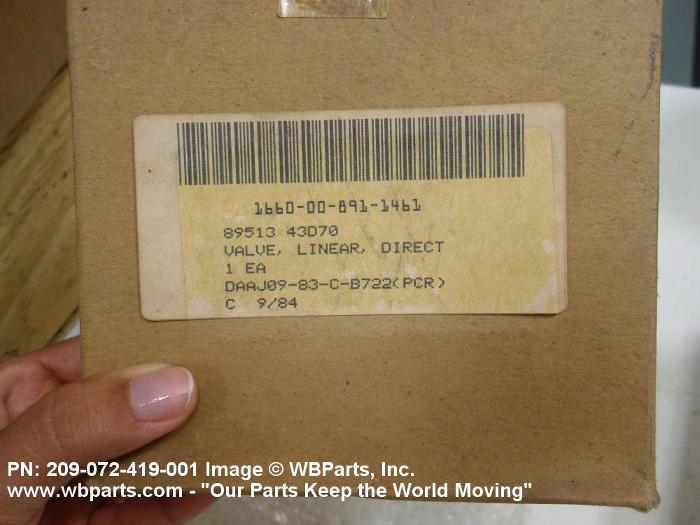 1660-00-891-1461
89513 43D70
VALVE, LINEAR, DIRECT
1 EA
DAAJ09-83-C-B722(PCR)
C 9/84
PN: 209-072-419-001 Image © WBParts, Inc.
www.wbparts.com - "Our Parts Keep the World Moving"